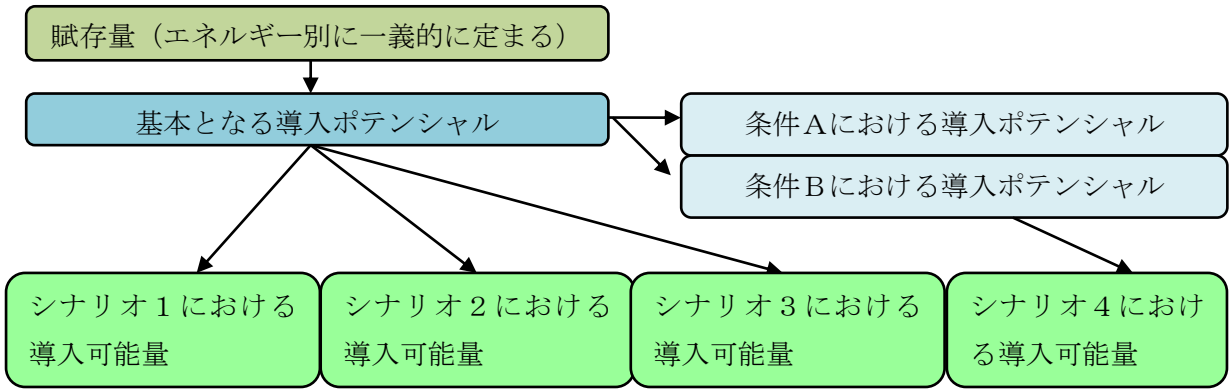 賦存量（エネルギー別に一義的に定まる）
基本となる導入ポテンシャル
条件Ａにおける導入ポテンシャル
条件Ｂにおける導入ポテンシャル
シナリオ１における
導入可能量
シナリオ２における
導入可能量
シナリオ３における
導入可能量
シナリオ４におけ
る導入可能量